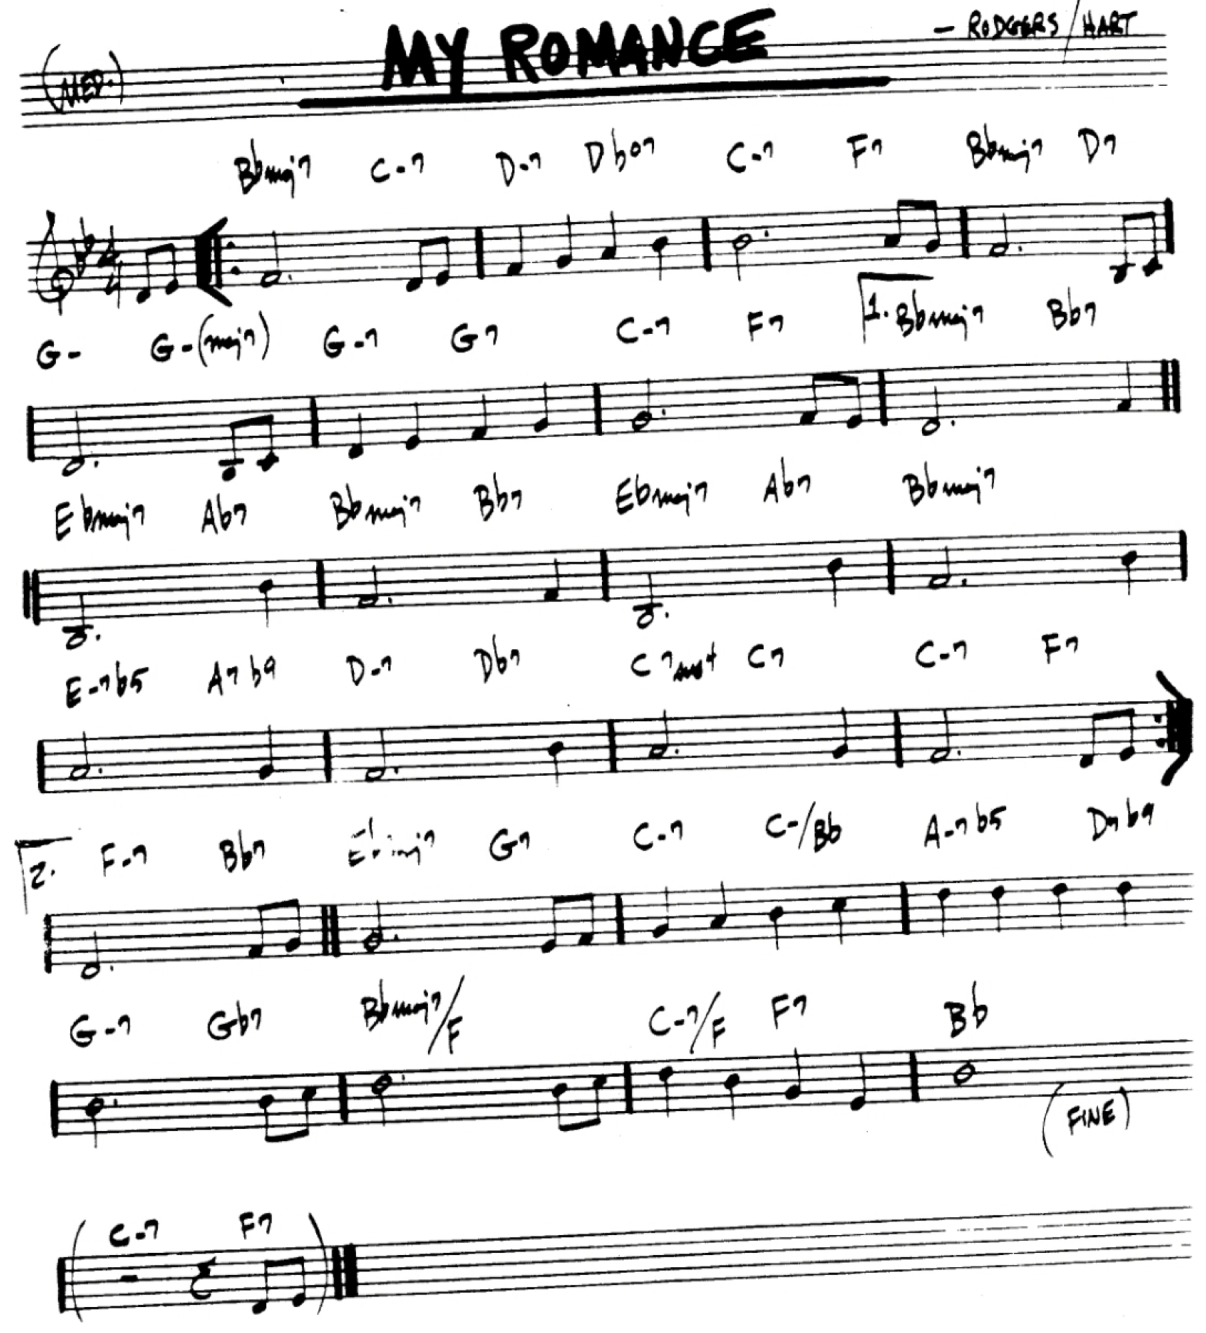 (MED.) MY ROMANCE – RODGERS/HART
Bbmaj7 C-7 D-7 Dbo7 C-7 F7 Bbmaj7 D7
4 4
G- G-(maj7) G-7 G7 C-7 F7 1. Bbmaj7 Bb7
Ebmaj7 Ab7 Bbmaj7 Bb7 Ebmaj7 Ab7 Bbmaj7
E-7b5 A7b9 D-7 Db7 C7sus4 C7 C-7 F7
2. F-7 Bb7 Ebmaj7 G7 C-7 C-/Bb A-7b5 D7b9
G-7 Gb7 Bbmaj7/F C-7/F F7 Bb
(FINE)
(C-7 F7)